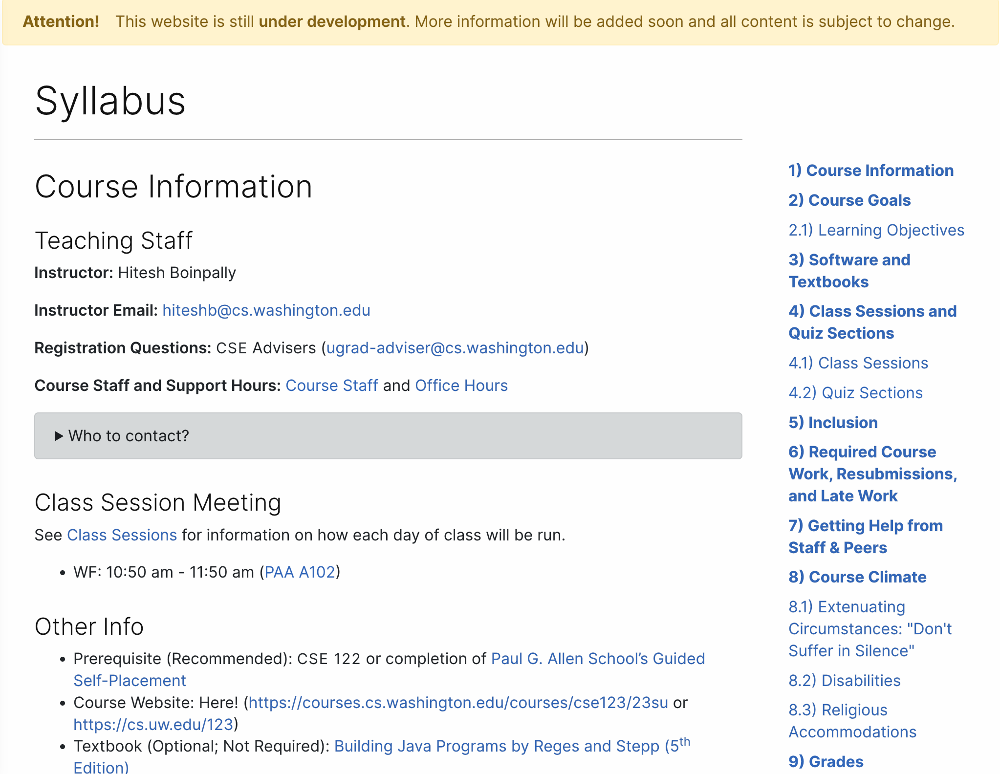 Attention! This website is still under development. More information will be added soon and all content is subject to change.
Syllabus
Course Information
Teaching Staff
Instructor: Hitesh Boinpally
Instructor Email: hiteshb@cs.washington.edu
Registration Questions: CSE Advisers (ugrad-adviser@cs.washington.edu)
Course Staff and Support Hours: Course Staff and Office Hours
▶ Who to contact?
Class Session Meeting
See Class Sessions for information on how each day of class will be run.
• WF: 10:50 am - 11:50 am (PAA A102)
Other Info
• Prerequisite (Recommended): CSE 122 or completion of Paul G. Allen School’s Guided
Self-Placement
• Course Website: Here! (https://courses.cs.washington.edu/courses/cse123/23su or
https://cs.uw.edu/123)
• Textbook (Optional; Not Required): Building Java Programs by Reges and Stepp (5th
Edition)
1) Course Information
2) Course Goals
2.1) Learning Objectives
3) Software and
Textbooks
4) Class Sessions and
Quiz Sections
4.1) Class Sessions
4.2) Quiz Sections
5) Inclusion
6) Required Course
Work, Resubmissions,
and Late Work
7) Getting Help from
Staff & Peers
8) Course Climate
8.1) Extenuating
Circumstances: "Don't
Suffer in Silence"
8.2) Disabilities
8.3) Religious
Accommodations
9) Grades